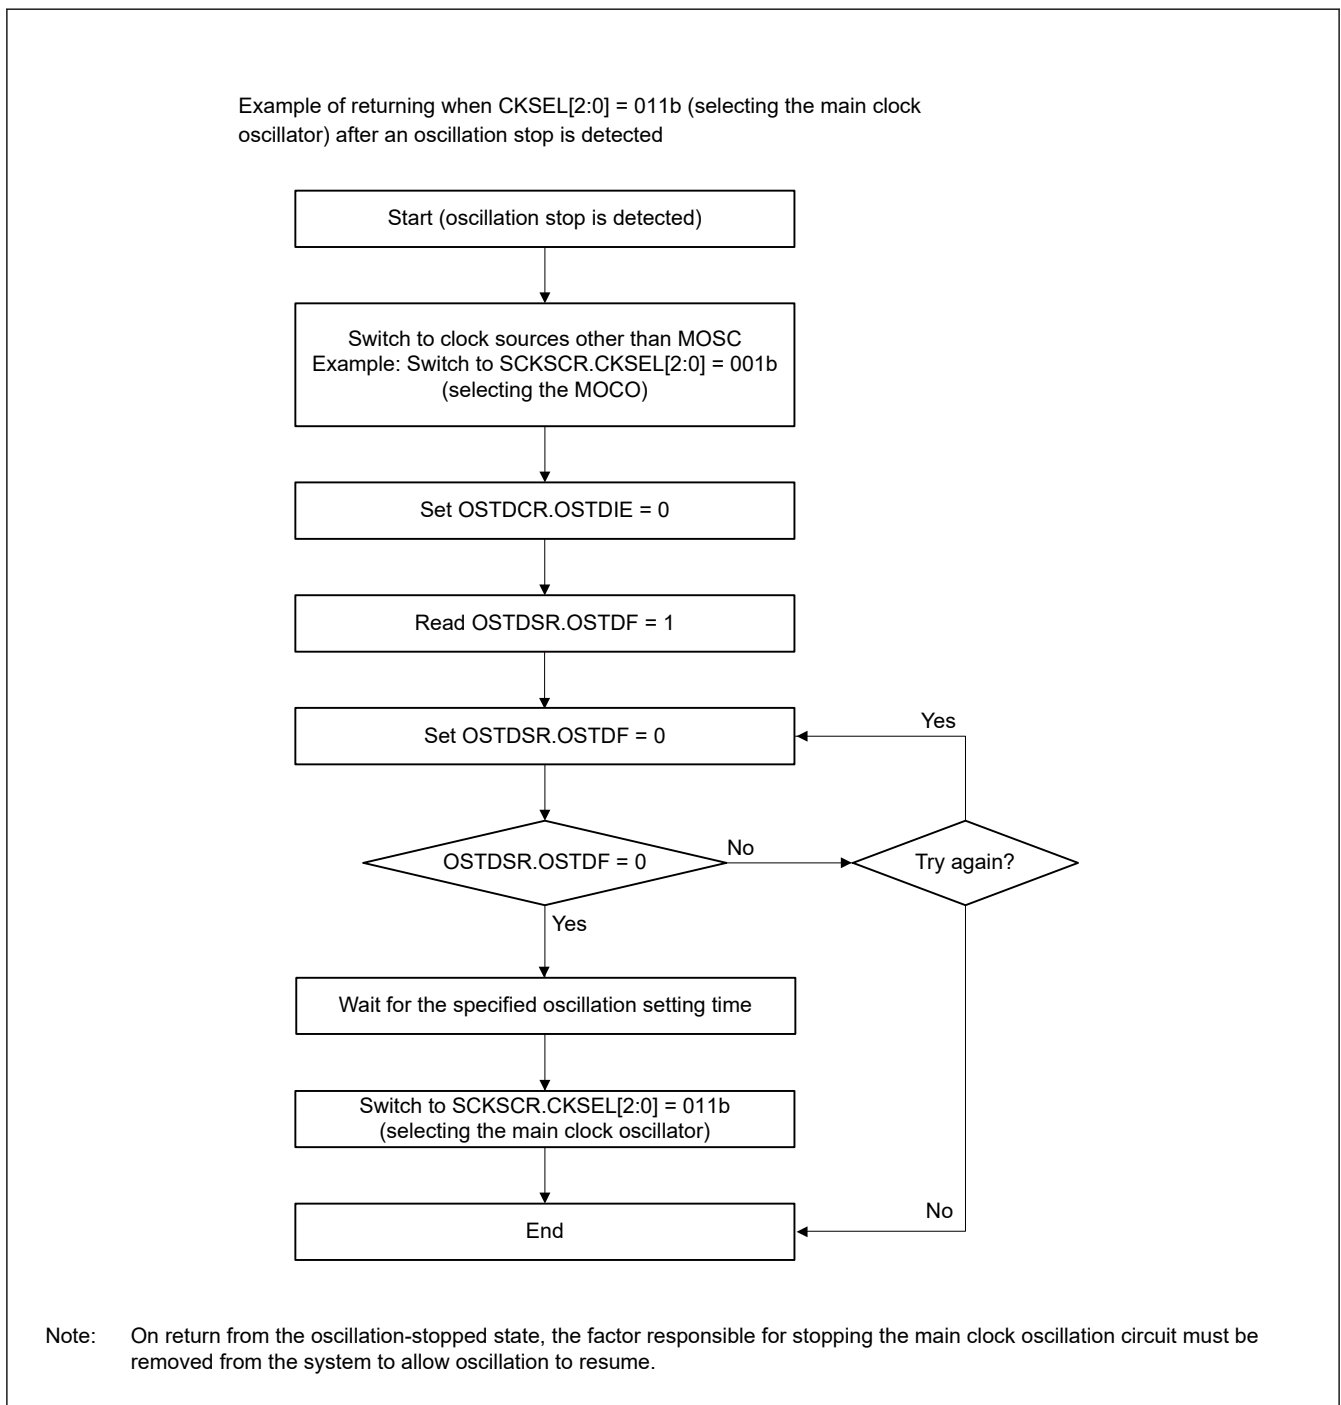 Example of returning when CKSEL[2:0] = 011b (selecting the main clock
oscillator) after an oscillation stop is detected
Start (oscillation stop is detected)
Switch to clock sources other than MOSC
Example: Switch to SCKSCR.CKSEL[2:0] = 001b
(selecting the MOCO)
Set OSTDCR.OSTDIE = 0
Read OSTDSR.OSTDF = 1
Set OSTDSR.OSTDF = 0
Yes
OSTDSR.OSTDF = 0
No
Try again?
Yes
Wait for the specified oscillation setting time
Switch to SCKSCR.CKSEL[2:0] = 011b
(selecting the main clock oscillator)
No
End
Note: On return from the oscillation-stopped state, the factor responsible for stopping the main clock oscillation circuit must be
removed from the system to allow oscillation to resume.